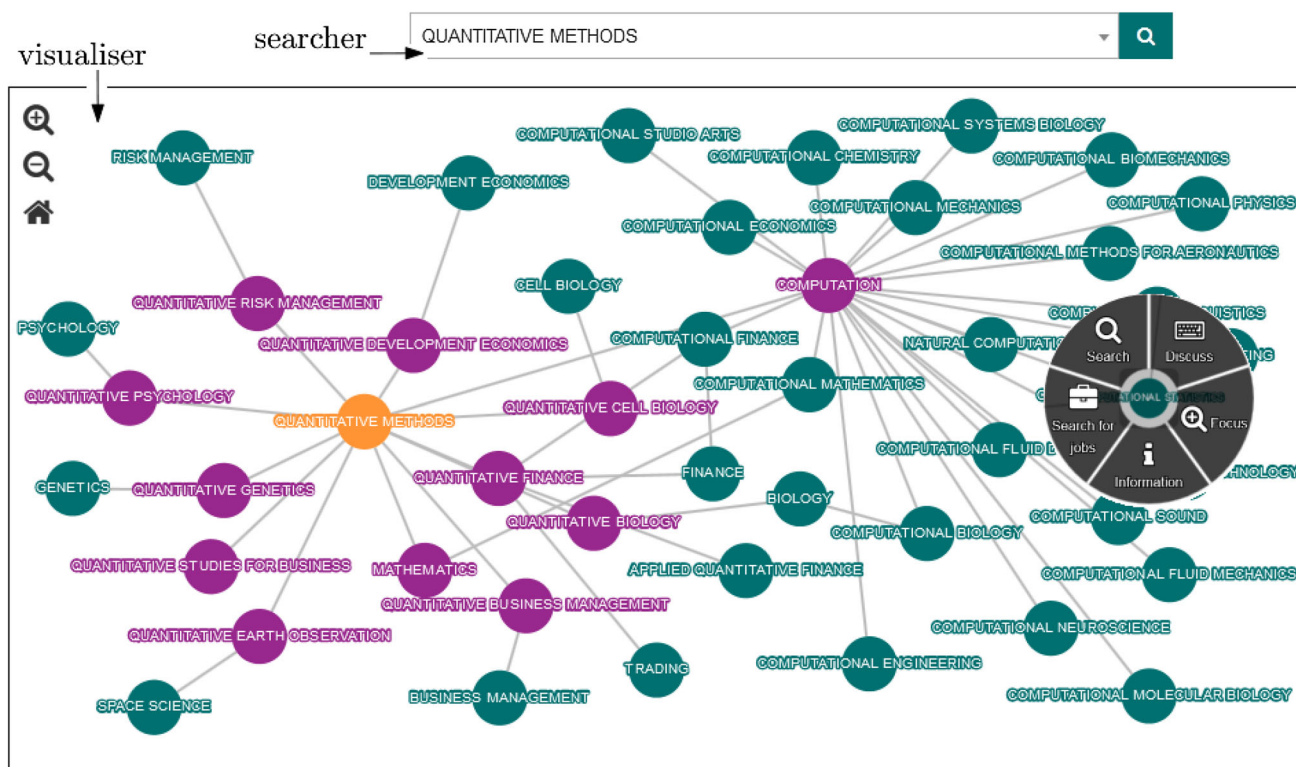 searcher
QUANTITATIVE METHODS
visualiser
COMPUTATIONAL STUDIO ARTS
COMPUTATIONAL SYSTEMS BIOLOGY
RISK MANAGEMENT
COMPUTATIONAL CHEMISTRY
COMPUTATIONAL BIOMECHANICS
DEVELOPMENT ECONOMICS
COMPUTATIONAL PHYSICS
COMPUTATIONAL MECHANICS
COMPUTATIONAL ECONOMICS
COMPUTATIONAL METHODS FOR AERONAUTICS
CELL BIOLOGY
COMPUTATION
QUANTITATIVE RISK MANAGEMENT
PSYCHOLOGY
COMPUTATIONAL FINANCE
QUANTITATIVE DEVELOPMENT ECONOMICS
NATURAL COMPUTATION
Search
Discuss
COMPUTATIONAL MATHEMATICS
QUANTITATIVE PSYCHOLOGY
QUANTITATIVE CELL BIOLOGY
QUANTITATIVE METHODS
Search for
jobs
Focus
COMPUTATIONAL FLUID
QUANTITATIVE FINANCE
FINANCE
Information
GENETICS
QUANTITATIVE GENETICS
BIOLOGY
COMPUTATIONAL SOUND
QUANTITATIVE BIOLOGY
COMPUTATIONAL BIOLOGY
QUANTITATIVE STUDIES FOR BUSINESS
MATHEMATICS
APPLIED QUANTITATIVE FINANCE
COMPUTATIONAL FLUID MECHANICS
QUANTITATIVE BUSINESS MANAGEMENT
COMPUTATIONAL NEUROSCIENCE
QUANTITATIVE EARTH OBSERVATION
COMPUTATIONAL ENGINEERING
TRADING
BUSINESS MANAGEMENT
COMPUTATIONAL MOLECULAR BIOLOGY
SPACE SCIENCE